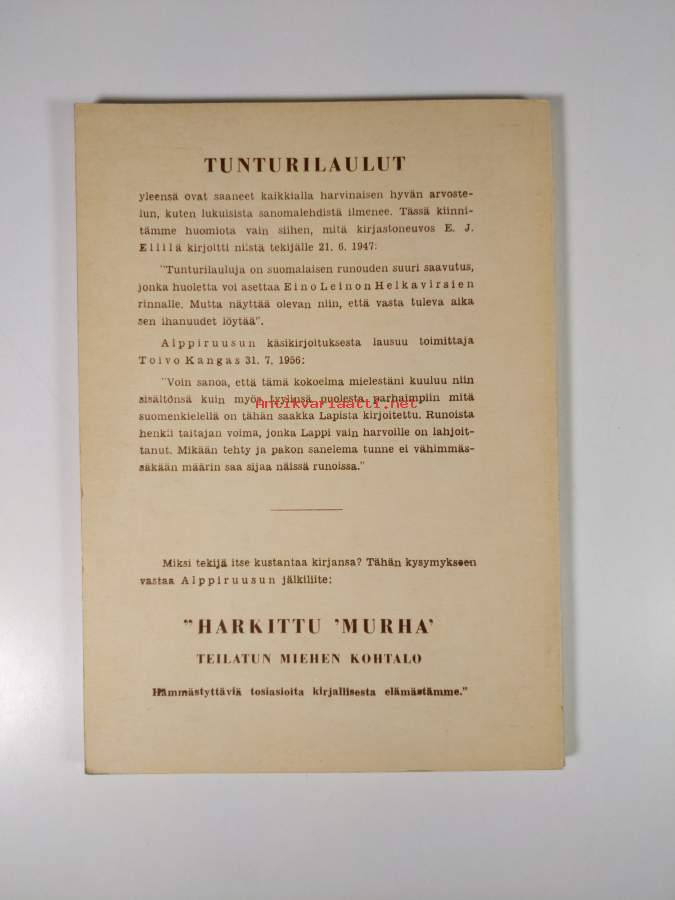 TUNTURILAULUT
yleensä ovat saaneet kaikkialla harvinaisen hyvän arvoste-
lun, kuten lukuisista sanomalehdistä ilmenee. Tässä kiinni-
tämme huomiota vain siihen, mitä kirjastoneuvos E. J.
Ellilä kirjoitti niistä tekijälle 21. 6. 1947:
"Tunturilauluja on suomalaisen runouden suuri saavutus,
jonka huoletta voi asettaa Eino Leinon Helkavirsien
rinnalle. Mutta näyttää olevan niin, että vasta tuleva aika
sen ihanuudet löytää".
Alppiruusun käsikirjoituksesta lausuu toimittaja
Toivo Kangas 31. 7. 1956:
"Voin sanoa, että tämä kokoelma mielestäni kuuluu niin
sisältönsä kuin myös tyylinsä puolesta parhaimpiin mitä
Antikvariaatti.net
suomenkielellä on tähän saakka Lapista kirjoitettu. Runoista
henkii taitajan voima, jonka Lappi vain harvoille on lahjoit-
tanut. Mikään tehty ja pakon sanelema tunne ei vähimmäs-
säkään määrin saa sijaa näissä runoissa."
Miksi tekijä itse kustantaa kirjansa? Tähän kysymykseen
vastaa Alppiruusun jälkiliite:
"HARKITTU 'MURHA'
TEILATUN MIEHEN KOHTALO
Hämmästyttäviä tosiasioita kirjallisesta elämästämme."